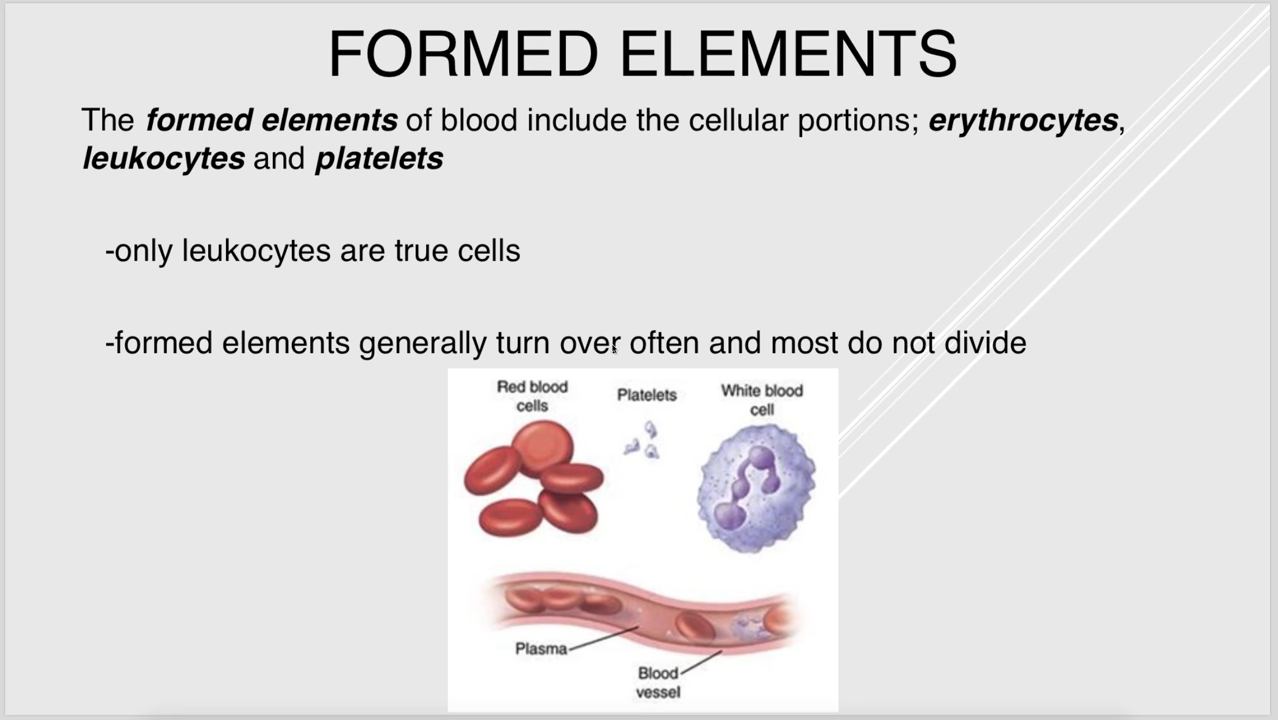 FORMED ELEMENTS
The formed elements of blood include the cellular portions; erythrocytes,
leukocytes and platelets
-only leukocytes are true cells
-formed elements generally turn over often and most do not divide
Red blood
cells
Platelets
White blood
cell
Plasma
Blood
vessel